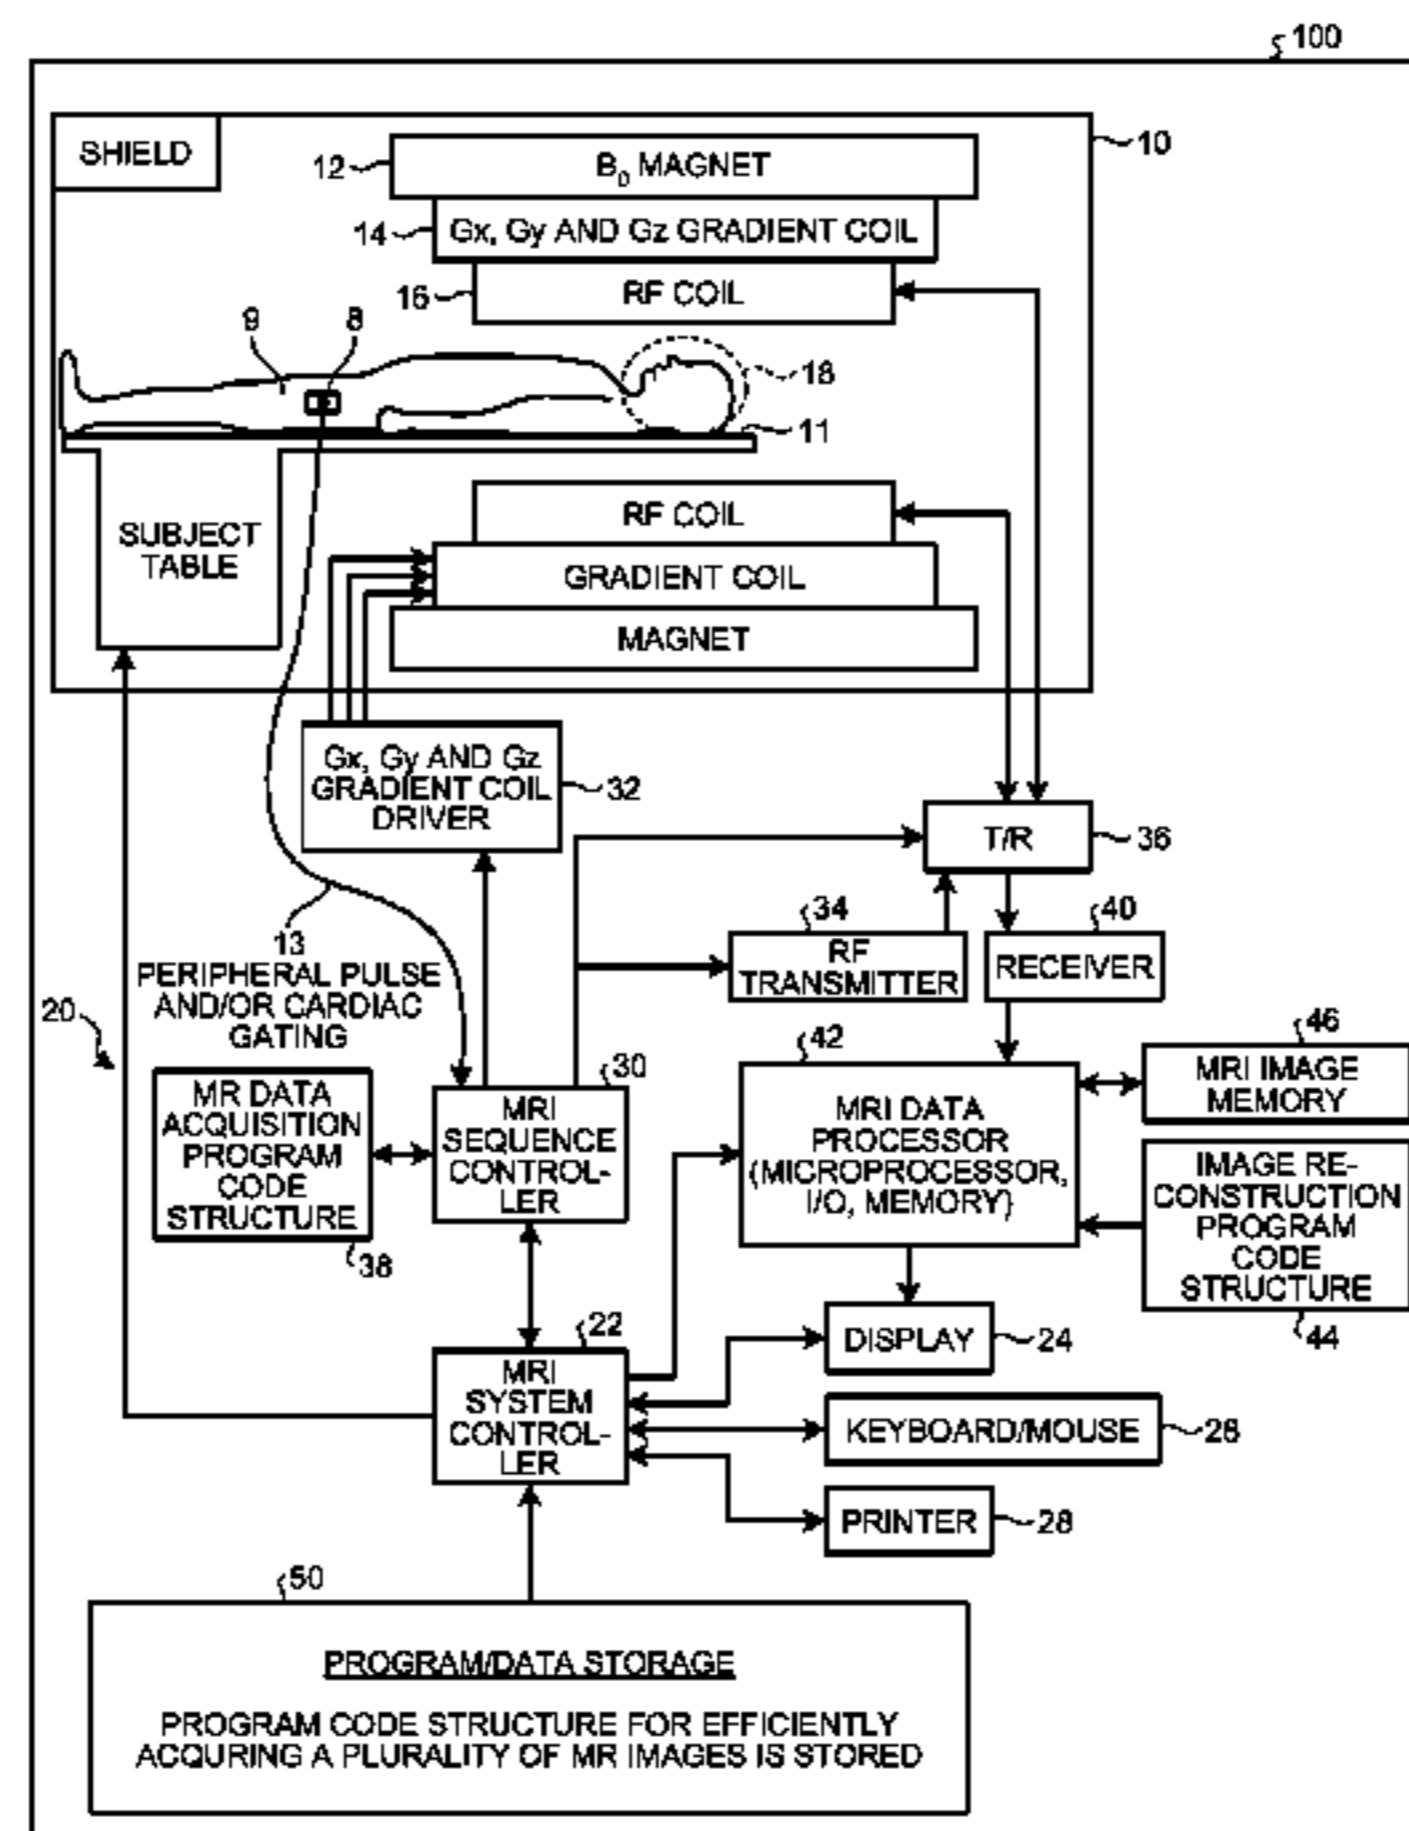 100
SHIELD
10
12
B0 MAGNET
14
Gx, Gy AND Gz GRADIENT COIL
16
RF COIL
9
8
18
11
SUBJECT
TABLE
RF COIL
GRADIENT COIL
MAGNET
Gx, Gy AND Gz
GRADIENT COIL
DRIVER
32
T/R
36
13
PERIPHERAL PULSE
AND/OR CARDIAC
GATING
34
RF
TRANSMITTER
40
RECEIVER
20
MR DATA
ACQUISITION
PROGRAM
CODE
STRUCTURE
38
30
MRI
SEQUENCE
CONTROL-
LER
42
MRI DATA
PROCESSOR
(MICROPROCESSOR,
I/O, MEMORY}
46
MRI IMAGE
MEMORY
IMAGE RE-
CONSTRUCTION
PROGRAM
CODE
STRUCTURE
44
22
MRI
SYSTEM
CONTROL-
LER
DISPLAY
24
KEYBOARD/MOUSE
26
PRINTER
28
50
PROGRAM/DATA STORAGE
PROGRAM CODE STRUCTURE FOR EFFICIENTLY
ACQURING A PLURALITY OF MR IMAGES IS STORED